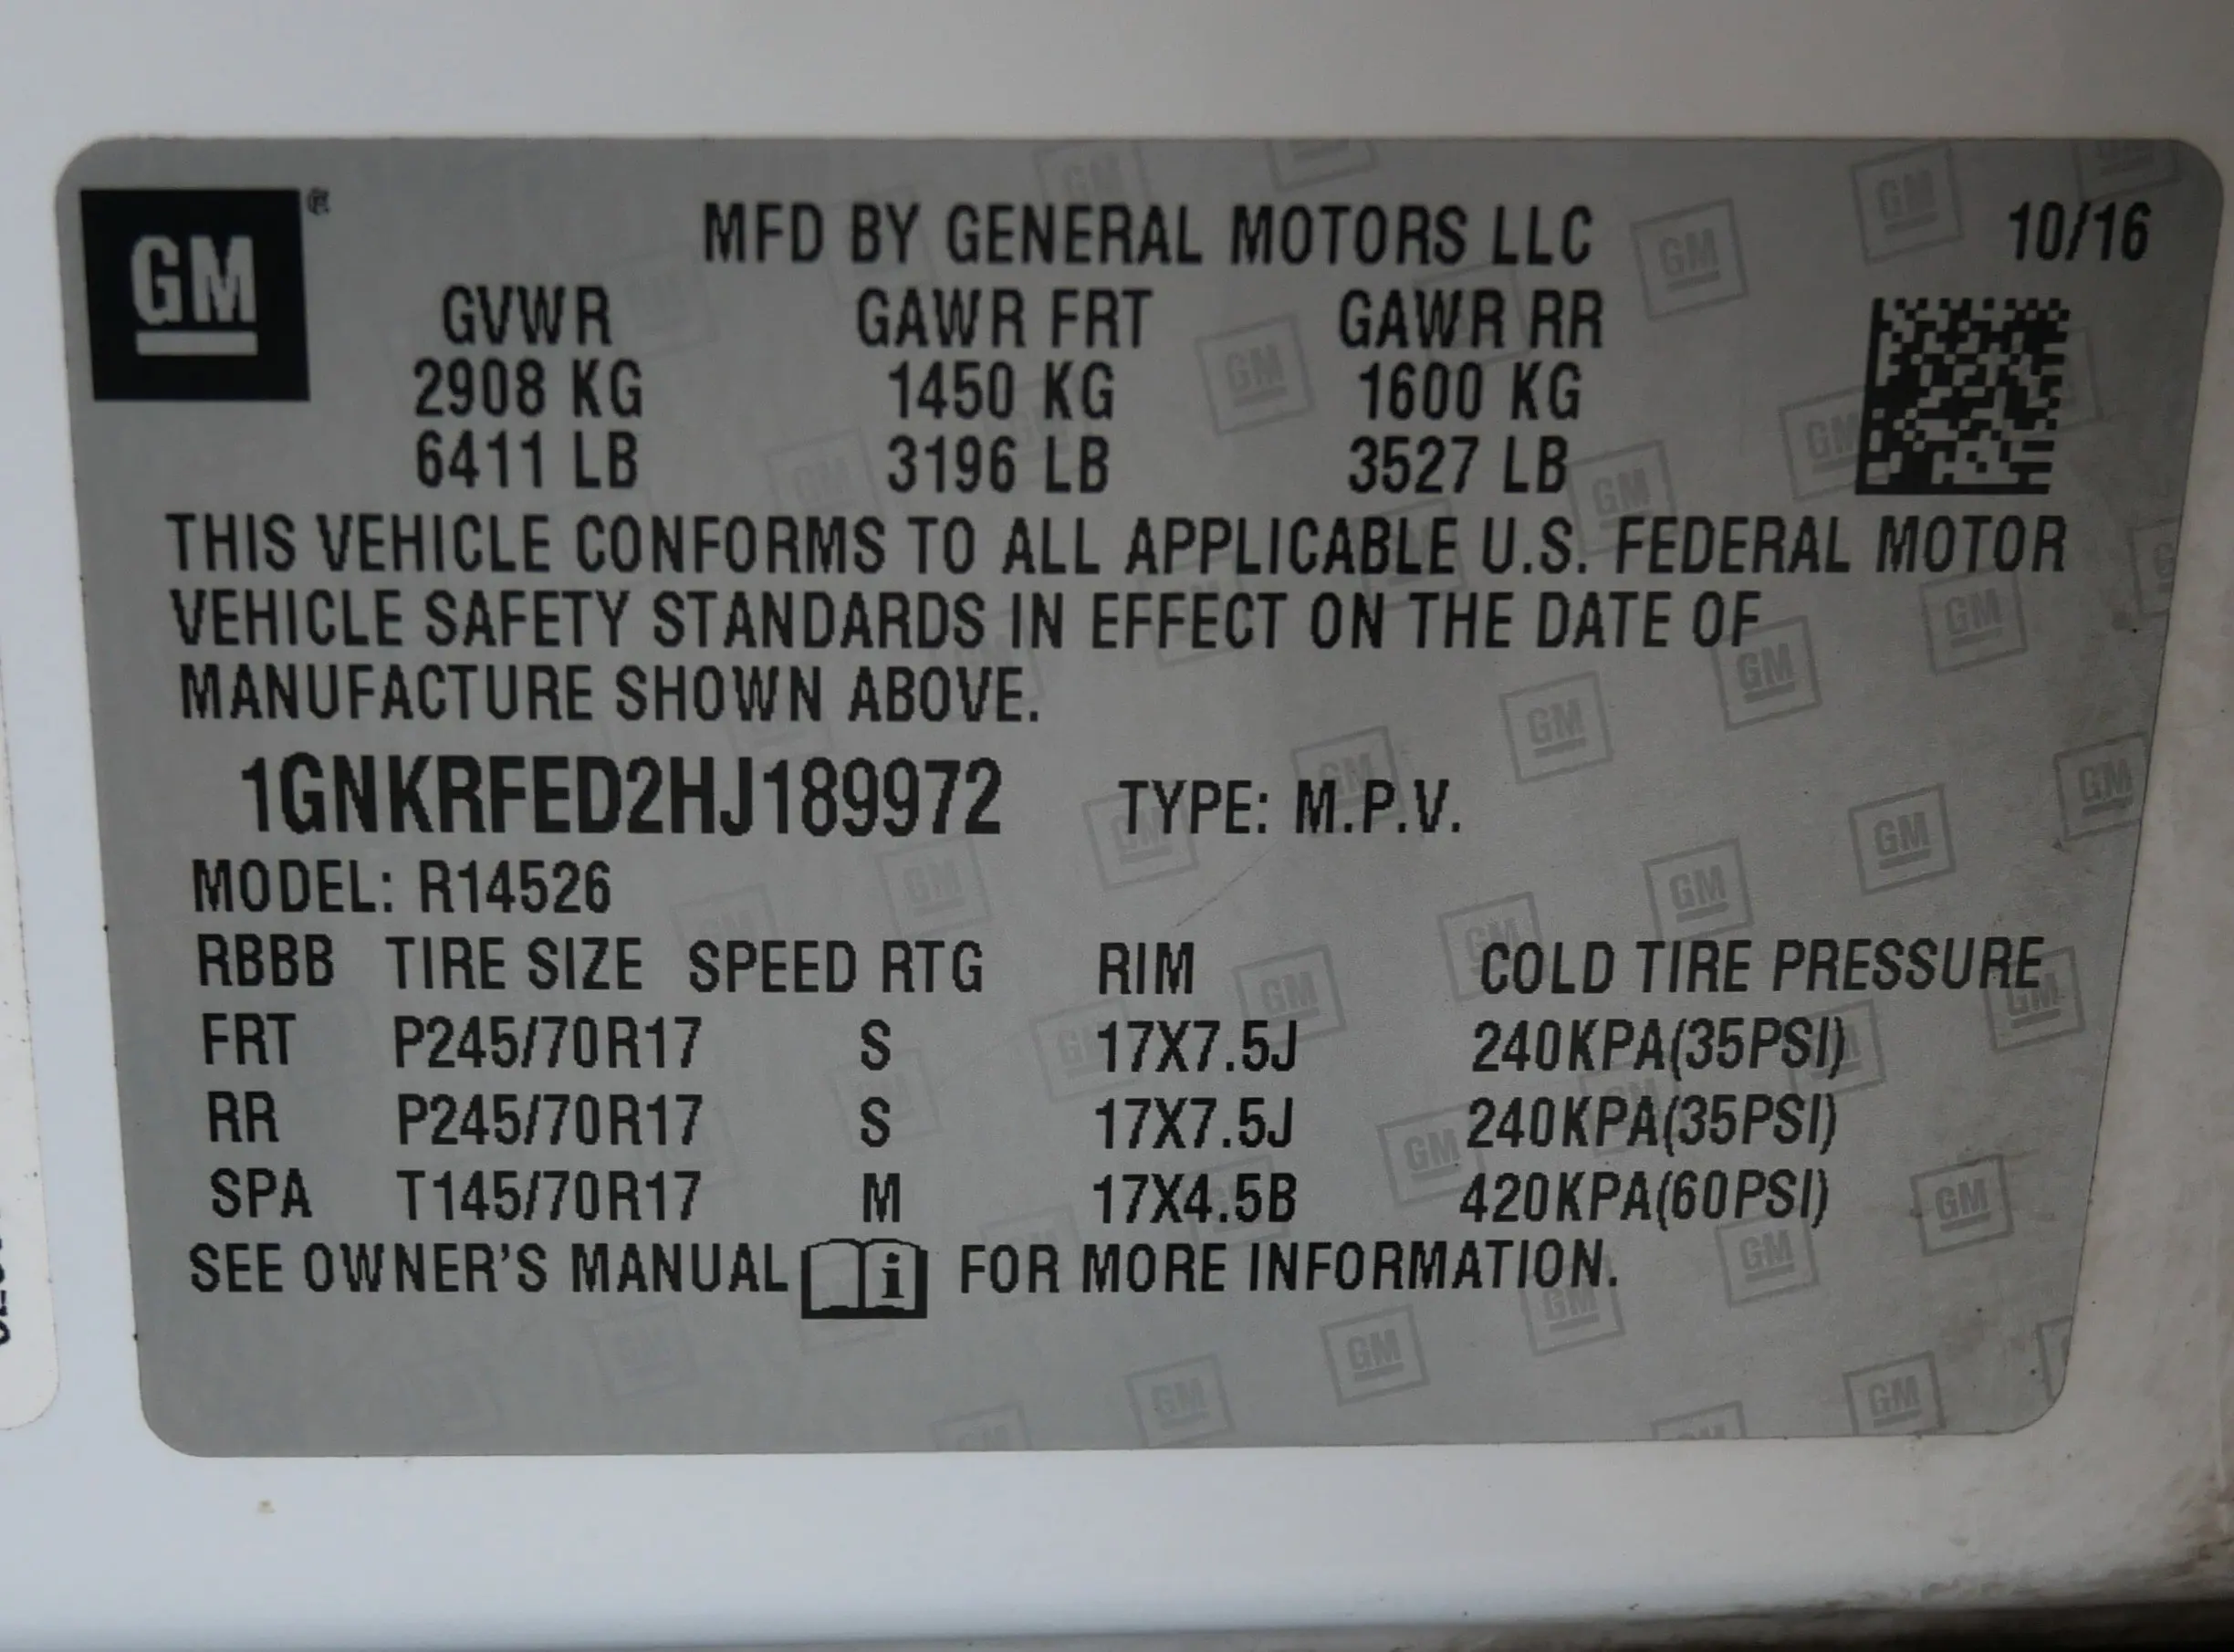 GM ®
MFD BY GENERAL MOTORS LLC 10/16
GVWR GAWR FRT GAWR RR
2908 KG 1450 KG 1600 KG
6411 LB 3196 LB 3527 LB
THIS VEHICLE CONFORMS TO ALL APPLICABLE U.S. FEDERAL MOTOR
VEHICLE SAFETY STANDARDS IN EFFECT ON THE DATE OF
MANUFACTURE SHOWN ABOVE.
1GNKRFED2HJ189972 TYPE: M.P.V.
MODEL: R14526
RBBB TIRE SIZE SPEED RTG RIM COLD TIRE PRESSURE
FRT P245/70R17 S 17X7.5J 240KPA(35PSI)
RR P245/70R17 S 17X7.5J 240KPA(35PSI)
SPA T145/70R17 M 17X4.5B 420KPA(60PSI)
SEE OWNER'S MANUAL i FOR MORE INFORMATION.